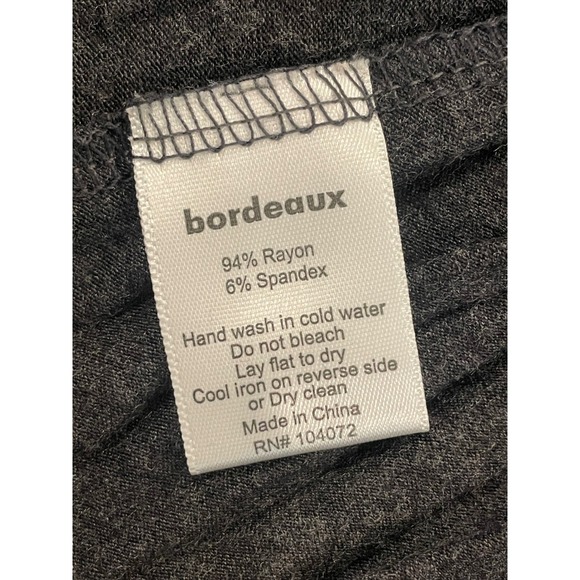 bordeaux
94% Rayon
6% Spandex
Hand wash in cold water
Do not bleach
Lay flat to dry
Cool iron on reverse side
or Dry clean
Made in China
RN# 104072